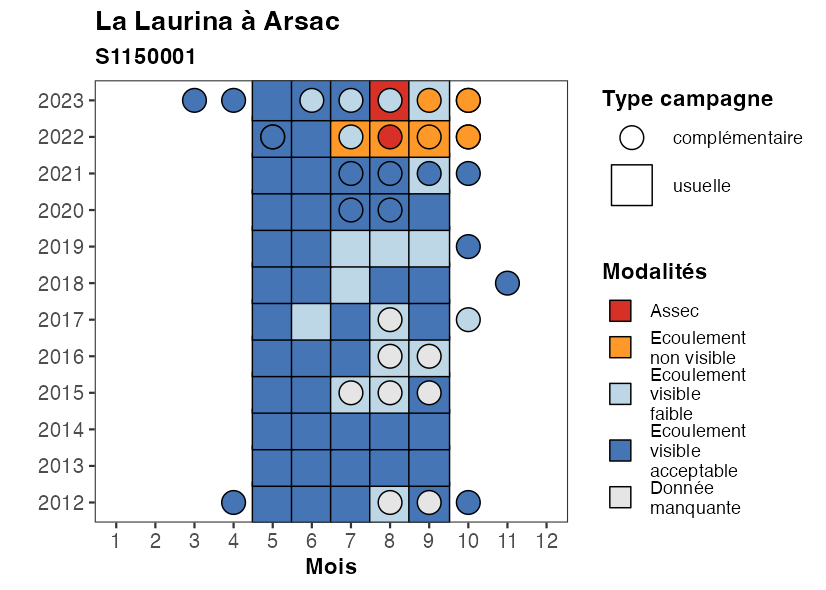 La Laurina à Arsac
S1150001
2023
2022
2021
2020
2019
2018
2017
2016
2015
2014
2013
2012
1 2 3 4 5 6 7 8 9 10 11 12
Mois
Type campagne
complémentaire
usuelle
Modalités
Assec
Ecoulement
non visible
Ecoulement
visible
faible
Ecoulement
visible
acceptable
Donnée
manquante